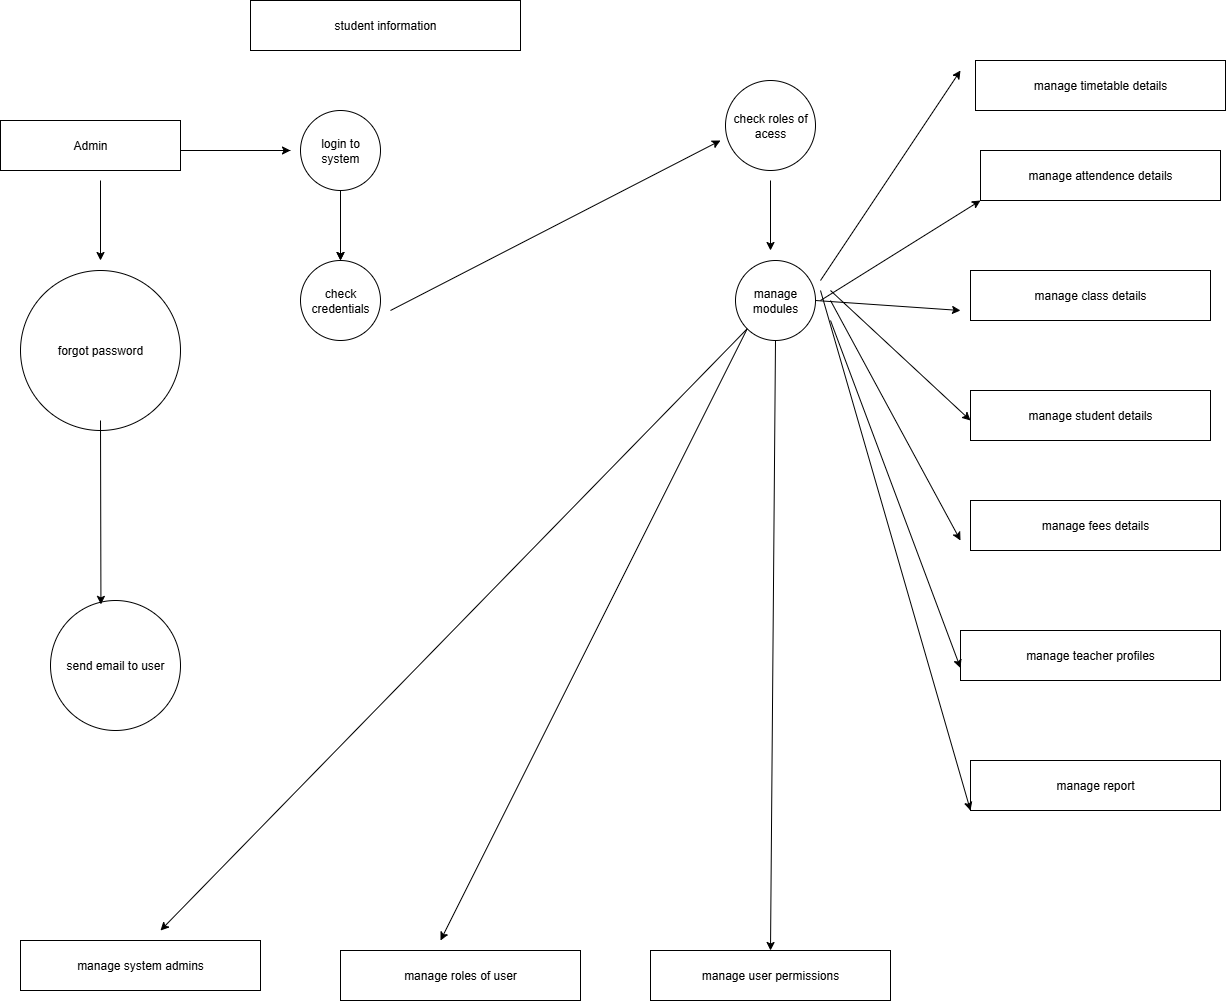 student information
manage timetable details
check roles of
acess
Admin
login to
system
manage attendence details
check
credentials
manage
modules
manage class details
forgot password
manage student details
manage fees details
send email to user
manage teacher profiles
manage report
manage system admins
manage roles of user
manage user permissions